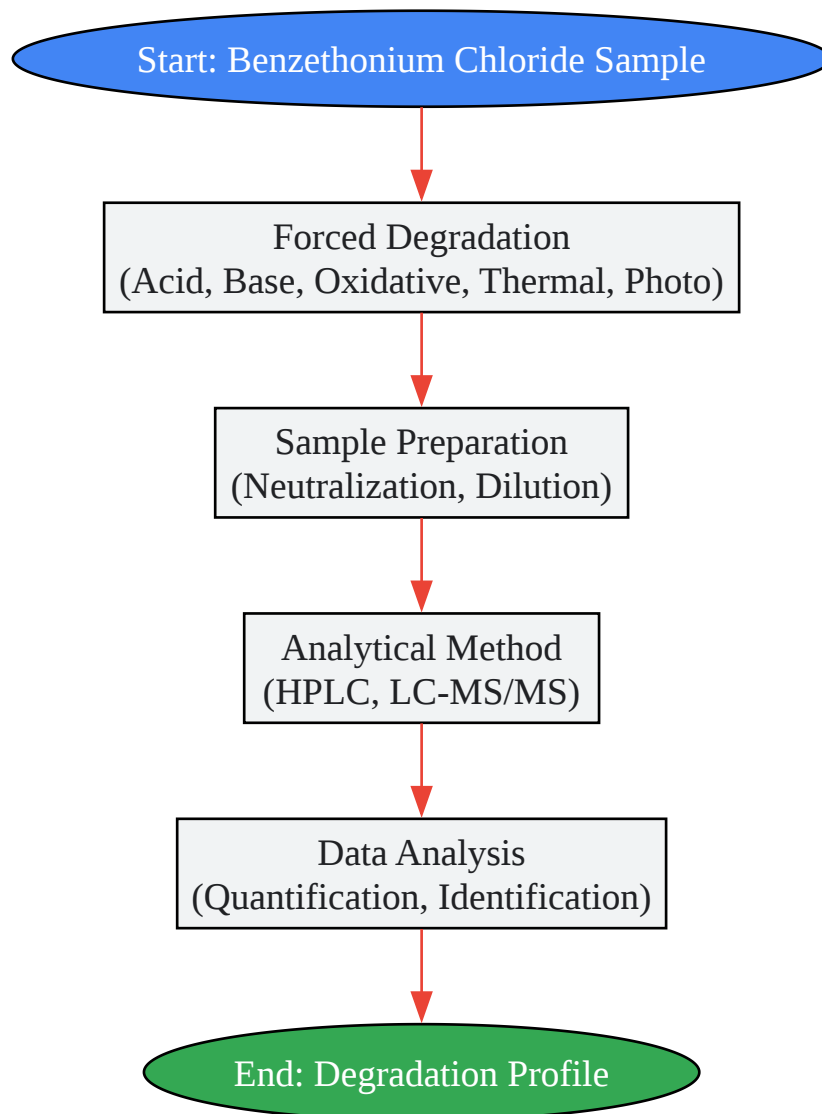 Start: Benzethonium Chloride Sample
Forced Degradation
(Acid, Base, Oxidative, Thermal, Photo)
Sample Preparation
(Neutralization, Dilution)
Analytical Method
(HPLC, LC-MS/MS)
Data Analysis
(Quantification, Identification)
End: Degradation Profile